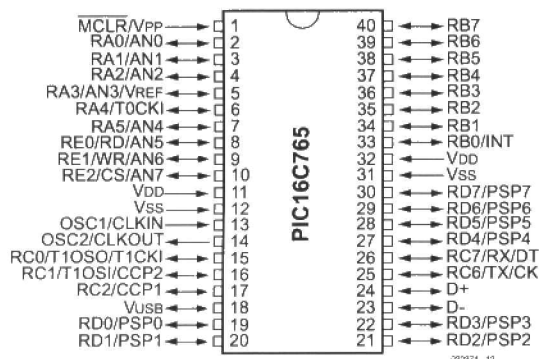 MCLR/VPP 1
RA0/AN0 2
RA1/AN1 3
RA2/AN2 4
RA3/AN3/VREF 5
RA4/T0CKI 6
RA5/AN4 7
RE0/RD/AN5 8
RE1/WR/AN6 9
RE2/CS/AN7 10
VDD 11
VSS 12
OSC1/CLKIN 13
OSC2/CLKOUT 14
RC0/T1OSO/T1CKI 15
RC1/T1OSI/CCP2 16
RC2/CCP1 17
VUSB 18
RD0/PSP0 19
RD1/PSP1 20
PIC16C765
40 RB7
39 RB6
38 RB5
37 RB4
36 RB3
35 RB2
34 RB1
33 RB0/INT
32 VDD
31 VSS
30 RD7/PSP7
29 RD6/PSP6
28 RD5/PSP5
27 RD4/PSP4
26 RC7/RX/DT
25 RC6/TX/CK
24 D+
23 D-
22 RD3/PSP3
21 RD2/PSP2